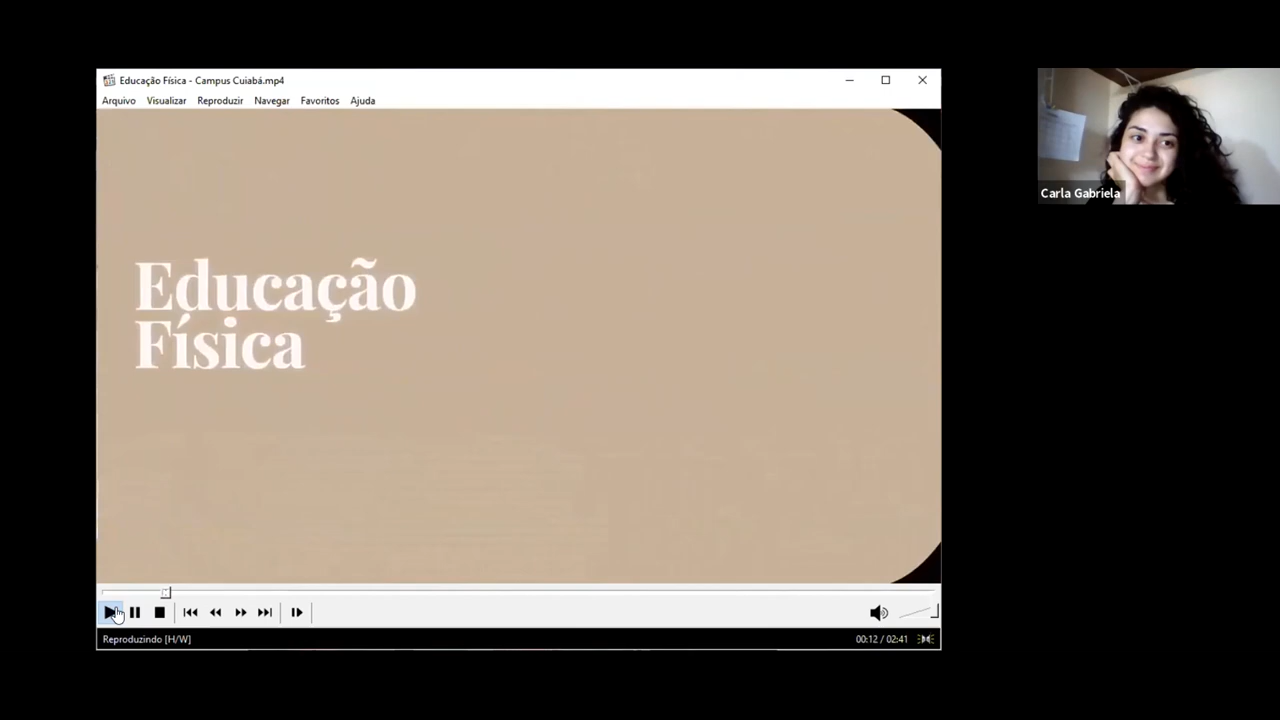 Educação Física - Campus Cuiabá.mp4
Arquivo Visualizar Reproduzir Navegar Favoritos Ajuda
Educação
Física
Carla Gabriela
Reproduzindo [H/W]
00:12 / 02:41